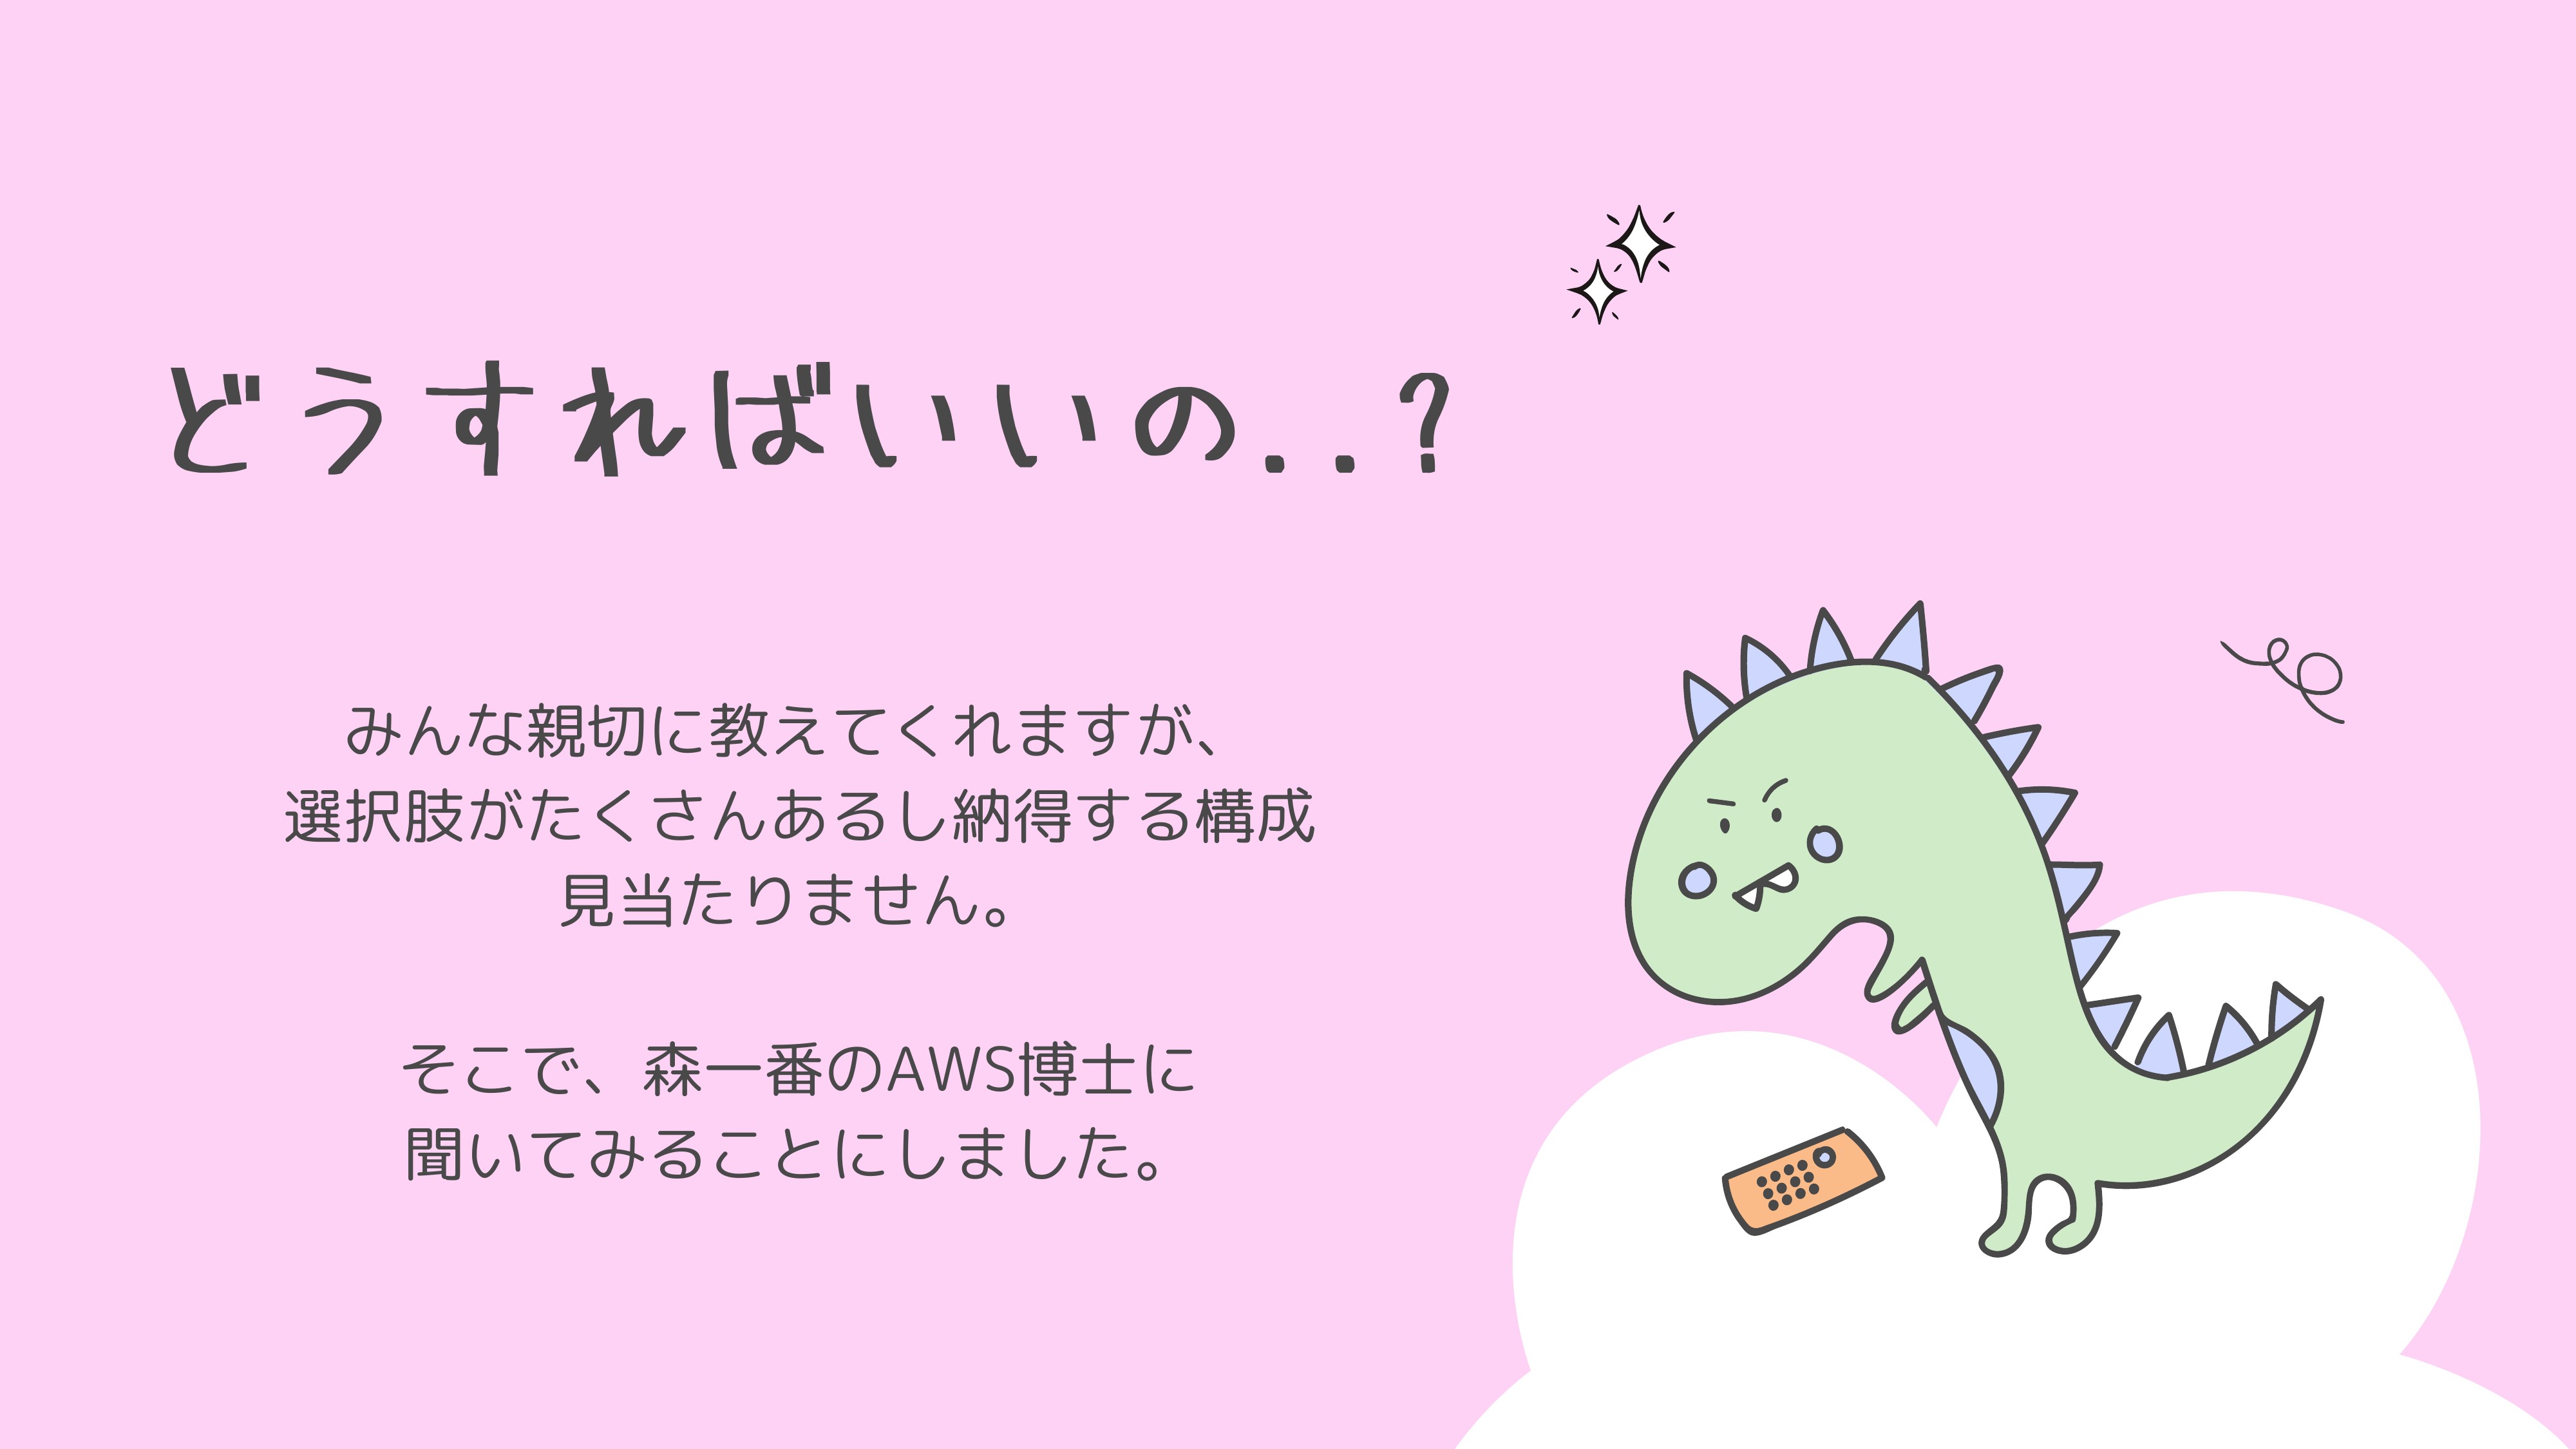 どうすればいいの..?
みんな親切に教えてくれますが、
選択肢がたくさんあるし納得する構成
見当たりません。
そこで、森一番のAWS博士に
聞いてみることにしました。